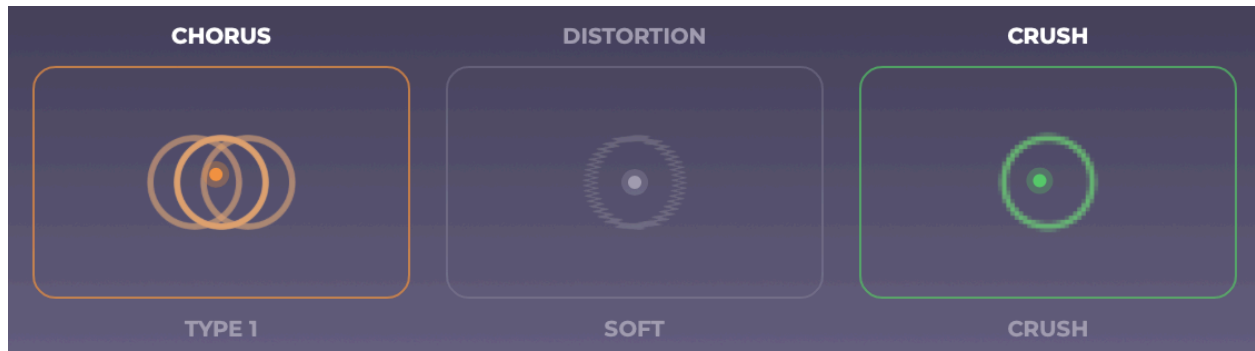 CHORUS
DISTORTION
CRUSH
TYPE 1
SOFT
CRUSH